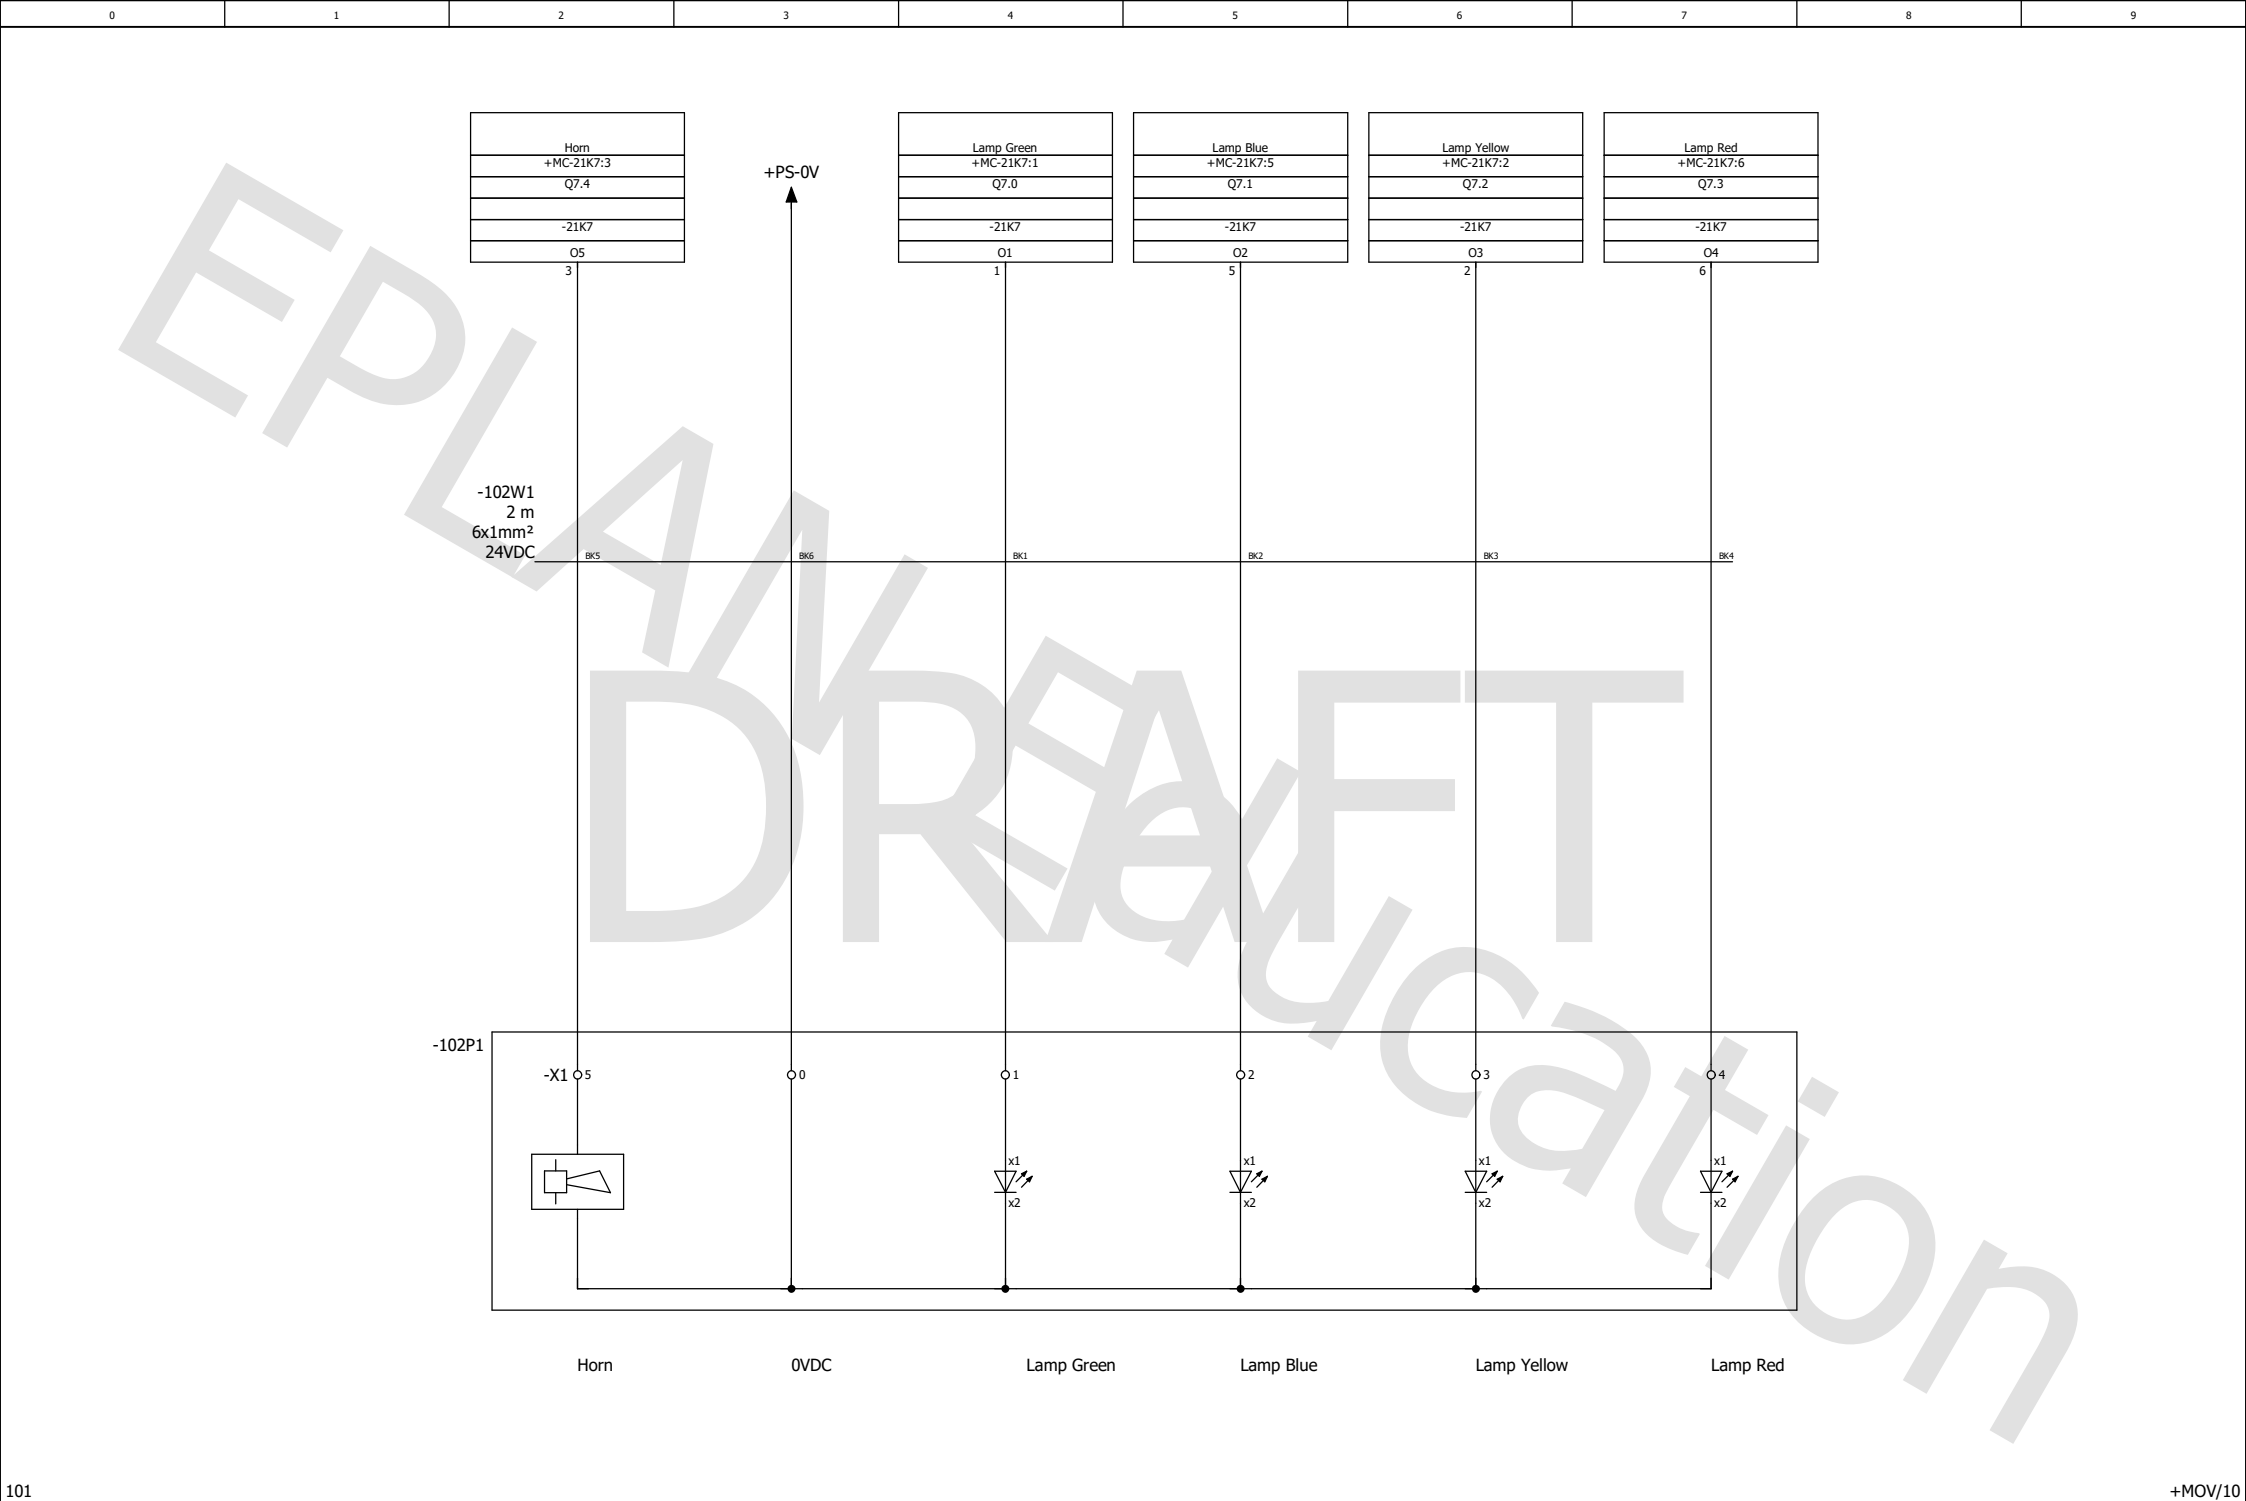 0 1 2 3 4 5 6 7 8 9
Horn
+MC-21K7:3
Q7.4
-21K7
O5
3
+PS-0V
Lamp Green
+MC-21K7:1
Q7.0
-21K7
O1
1
Lamp Blue
+MC-21K7:5
Q7.1
-21K7
O2
5
Lamp Yellow
+MC-21K7:2
Q7.2
-21K7
O3
2
Lamp Red
+MC-21K7:6
Q7.3
-21K7
O4
6
-102W1
2 m
6x1mm²
24VDC
BK5 BK6 BK1 BK2 BK3 BK4
EPLAN Education
DRAFT
-102P1
-X1 5 0 1 2 3 4
x1 x1 x1 x1
x2 x2 x2 x2
Horn 0VDC Lamp Green Lamp Blue Lamp Yellow Lamp Red
101 +MOV/10